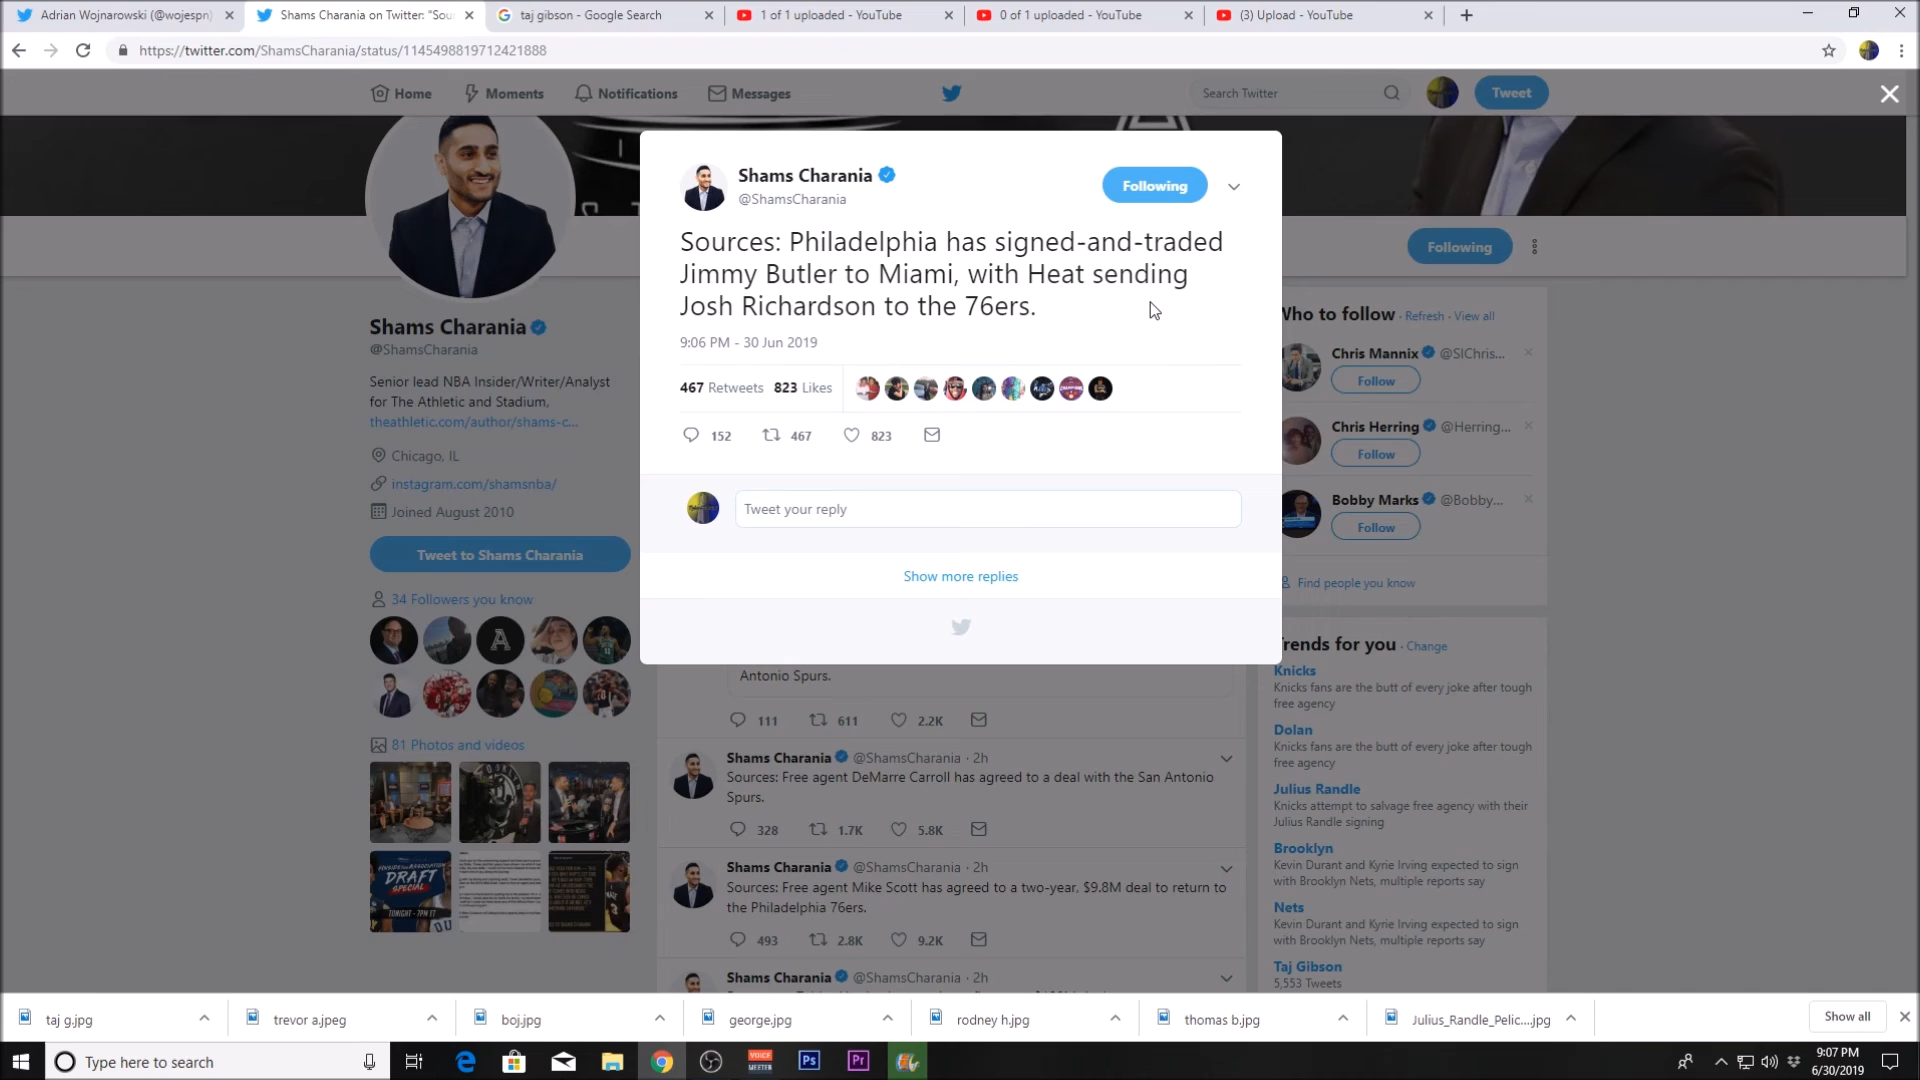 Adrian Wojnarowski (@wojespn)
Shams Charania on Twitter: "Sou
taj gibson - Google Search
1 of 1 uploaded - YouTube
0 of 1 uploaded - YouTube
(3) Upload - YouTube
https://twitter.com/ShamsCharania/status/1145498819712421888
Home
Moments
Notifications
Messages
Search Twitter
Tweet
Shams Charania
@ShamsCharania
Following
Sources: Philadelphia has signed-and-traded
Jimmy Butler to Miami, with Heat sending
Josh Richardson to the 76ers.
9:06 PM - 30 Jun 2019
467 Retweets 823 Likes
152 467 823
Tweet your reply
Show more replies
Following
Shams Charania
@ShamsCharania
Senior lead NBA Insider/Writer/Analyst
for The Athletic and Stadium,
theathletic.com/author/shams-c...
Chicago, IL
instagram.com/shamsnba/
Joined August 2010
Tweet to Shams Charania
34 Followers you know
81 Photos and videos
DRAFT
SPECIAL
TONIGHT - 7PM ET
Antonio Spurs.
111 611 2.2K
Shams Charania @ShamsCharania · 2h
Sources: Free agent DeMarre Carroll has agreed to a deal with the San Antonio
Spurs.
328 1.7K 5.8K
Shams Charania @ShamsCharania · 2h
Sources: Free agent Mike Scott has agreed to a two-year, $9.8M deal to return to
the Philadelphia 76ers.
493 2.8K 9.2K
Shams Charania @ShamsCharania · 2h
Who to follow · Refresh · View all
Chris Mannix @SIChris...
Follow
Chris Herring @Herring...
Follow
Bobby Marks @Bobby...
Follow
Find people you know
Trends for you · Change
Knicks
Knicks fans are the butt of every joke after tough
free agency
Dolan
Knicks fans are the butt of every joke after tough
free agency
Julius Randle
Knicks attempt to salvage free agency with their
Julius Randle signing
Brooklyn
Kevin Durant and Kyrie Irving expected to sign
with Brooklyn Nets, multiple reports say
Nets
Kevin Durant and Kyrie Irving expected to sign
with Brooklyn Nets, multiple reports say
Taj Gibson
5,553 Tweets
taj g.jpg
trevor a.jpeg
boj.jpg
george.jpg
rodney h.jpg
thomas b.jpg
Julius_Randle_Pelic....jpg
Show all
Type here to search
VOICE
MEETER
Ps
Pr
9:07 PM
6/30/2019